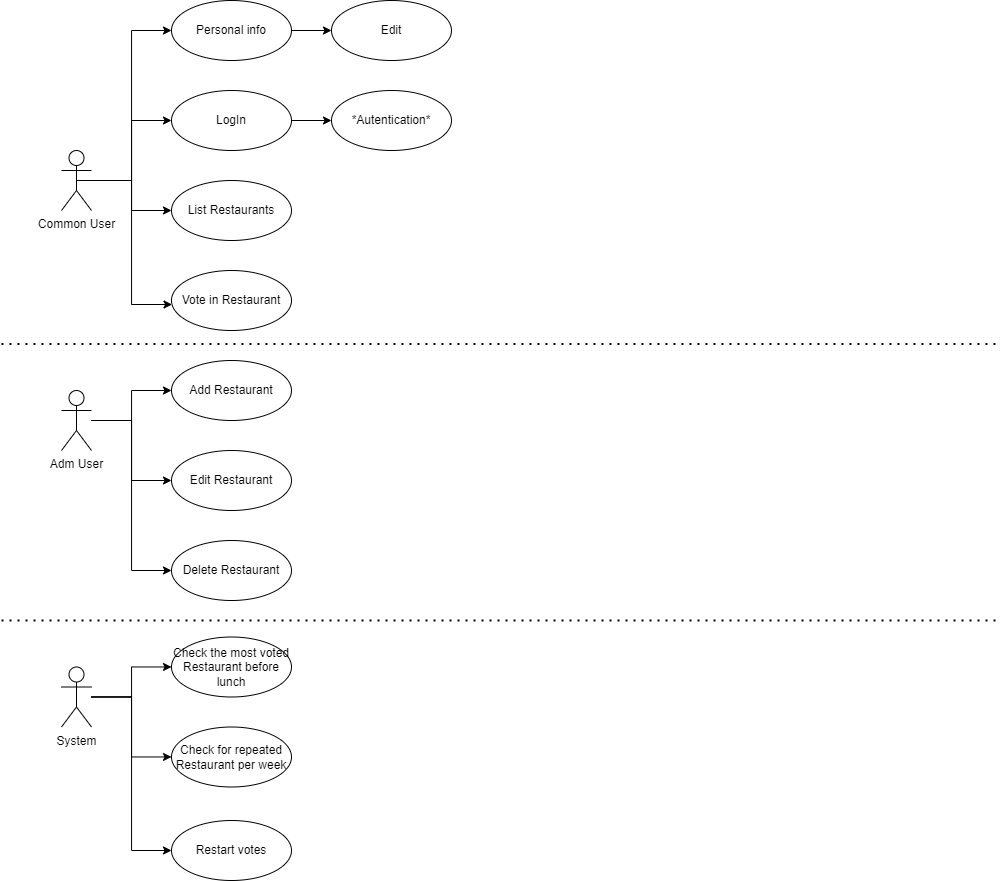 Personal info
Edit
LogIn
*Autentication*
Common User
List Restaurants
Vote in Restaurant
Add Restaurant
Adm User
Edit Restaurant
Delete Restaurant
Check the most voted
Restaurant before
lunch
System
Check for repeated
Restaurant per week
Restart votes